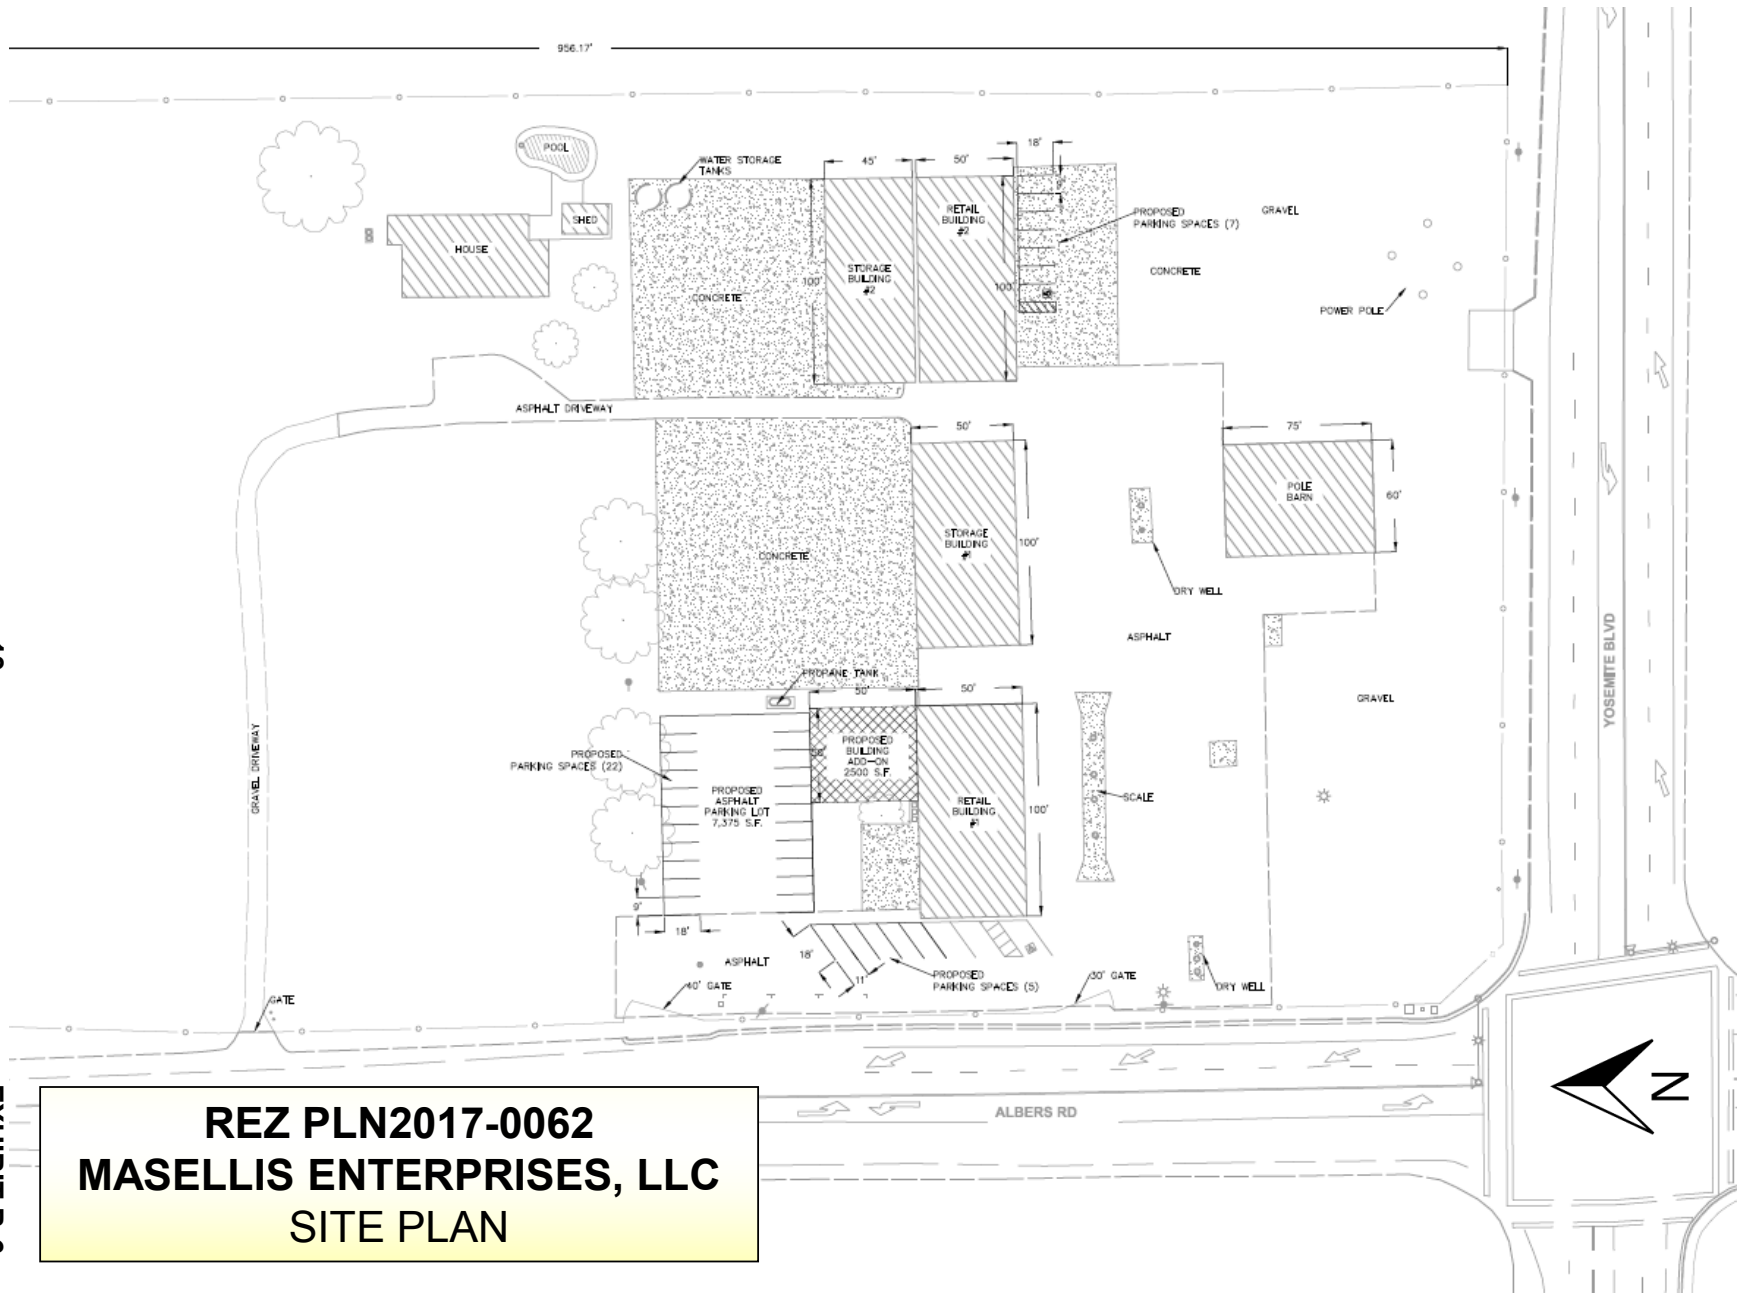 956.17'
POOL
WATER STORAGE
TANKS
45'
50'
18'
SHED
HOUSE
RETAIL
BUILDING
#2
PROPOSED
PARKING SPACES (7)
GRAVEL
STORAGE
BUILDING
#2
100'
100'
CONCRETE
CONCRETE
POWER POLE
ASPHALT DRIVEWAY
50'
75'
POLE
BARN
60'
STORAGE
BUILDING
#1
100'
CONCRETE
DRY WELL
ASPHALT
YOSEMITE BLVD
PROPANE TANK
50'
50'
GRAVEL
GRAVEL DRIVEWAY
PROPOSED
PARKING SPACES (22)
PROPOSED
BUILDING
ADD-ON
2500 S.F.
50'
PROPOSED
ASPHALT
PARKING LOT
7,375 S.F.
RETAIL
BUILDING
#1
100'
SCALE
9'
18'
ASPHALT
18'
11'
PROPOSED
PARKING SPACES (5)
30' GATE
DRY WELL
40' GATE
GATE
ALBERS RD
N
REZ PLN2017-0062
MASELLIS ENTERPRISES, LLC
SITE PLAN